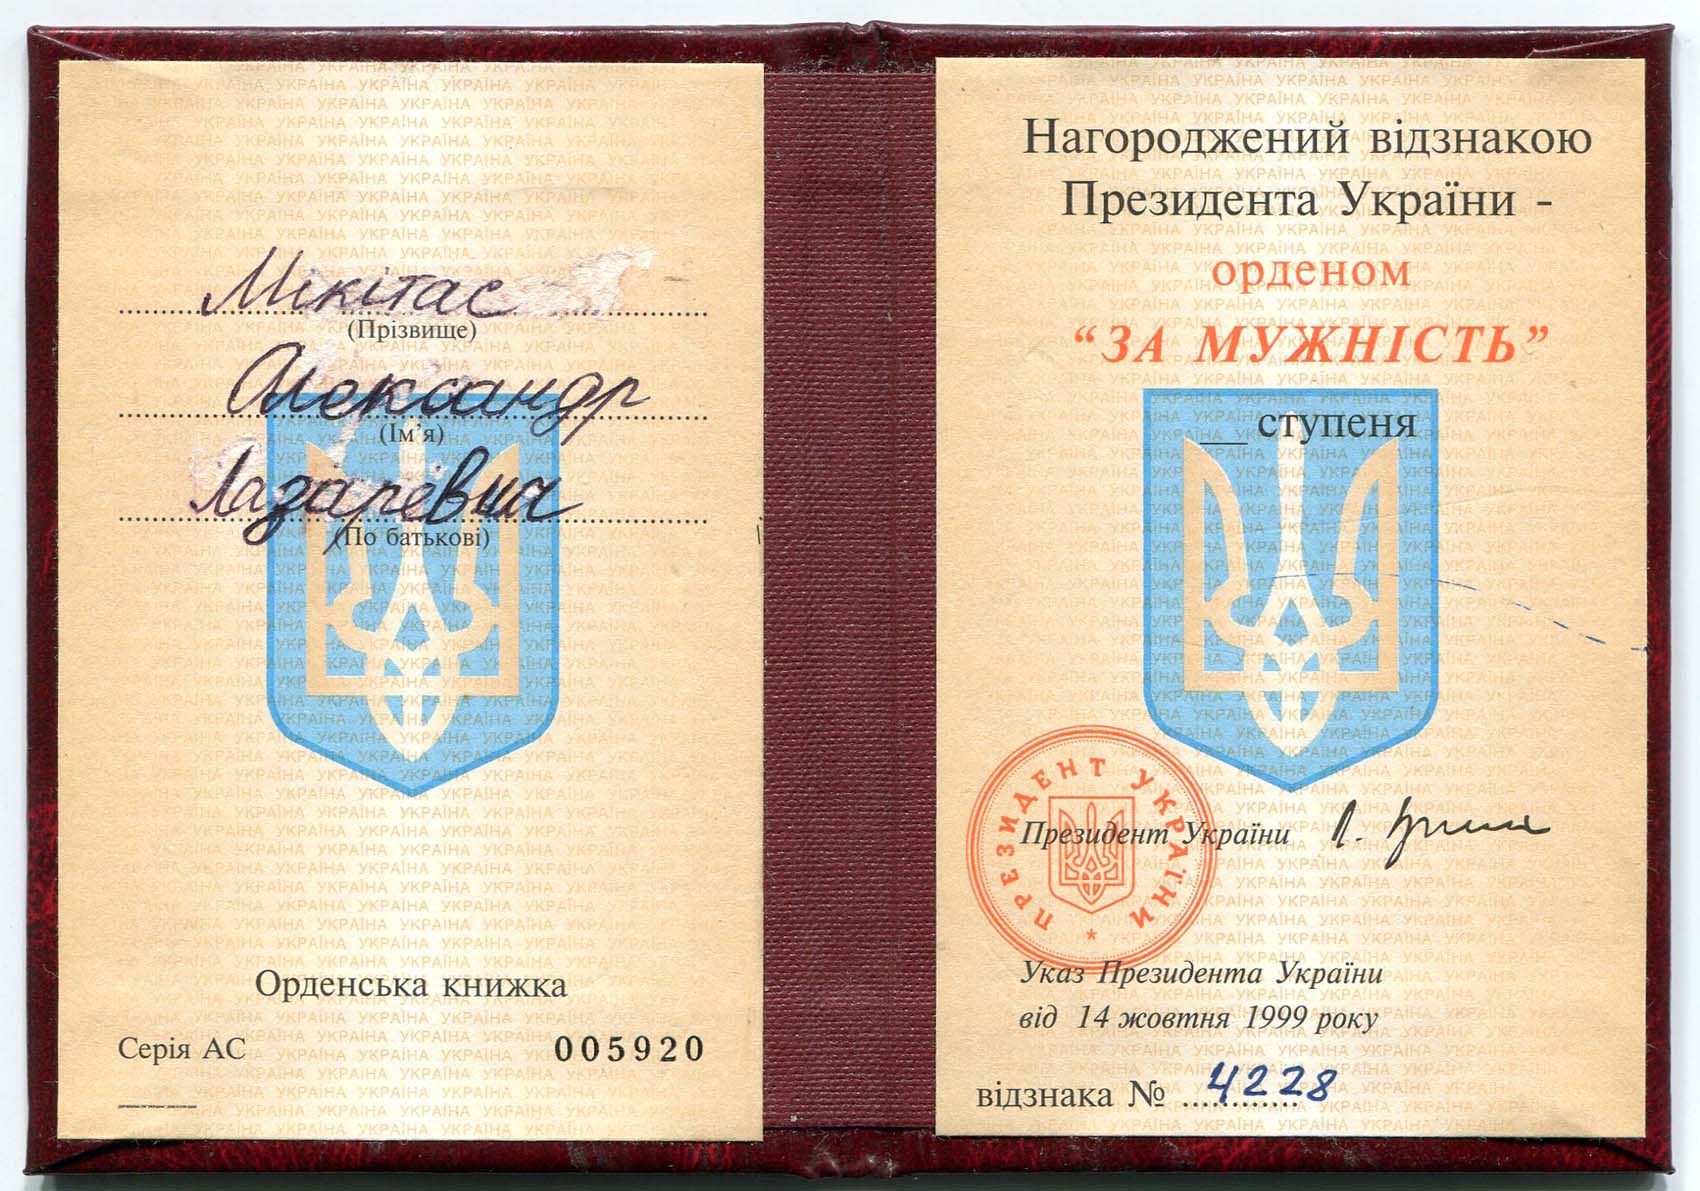 Мікітас
(Прізвище)
Олександр
(Ім’я)
Лазаревич
(По батькові)
Орденська книжка
Серія АС 005920
Нагороджений відзнакою
Президента України -
орденом
“ЗА МУЖНІСТЬ”
__ ступеня
ПРЕЗИДЕНТ УКРАЇНИ
Президент України
Указ Президента України
від 14 жовтня 1999 року
відзнака № 4228